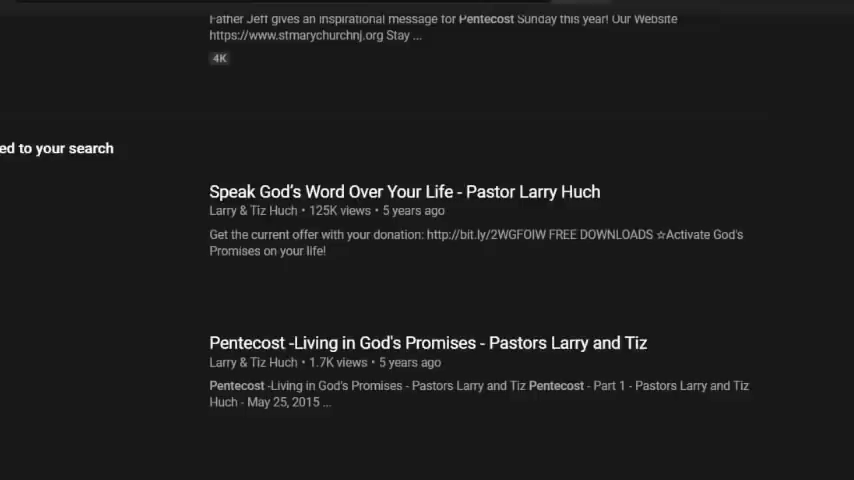 Father Jeff gives an inspirational message for Pentecost Sunday this year! Our Website
https://www.stmarychurchnj.org Stay ...
4K
ed to your search
Speak God's Word Over Your Life - Pastor Larry Huch
Larry & Tiz Huch • 125K views • 5 years ago
Get the current offer with your donation: http://bit.ly/2WGFOIW FREE DOWNLOADS ☆Activate God's
Promises on your life!
Pentecost -Living in God's Promises - Pastors Larry and Tiz
Larry & Tiz Huch • 1.7K views • 5 years ago
Pentecost -Living in God's Promises - Pastors Larry and Tiz Pentecost - Part 1 - Pastors Larry and Tiz
Huch - May 25, 2015 ...